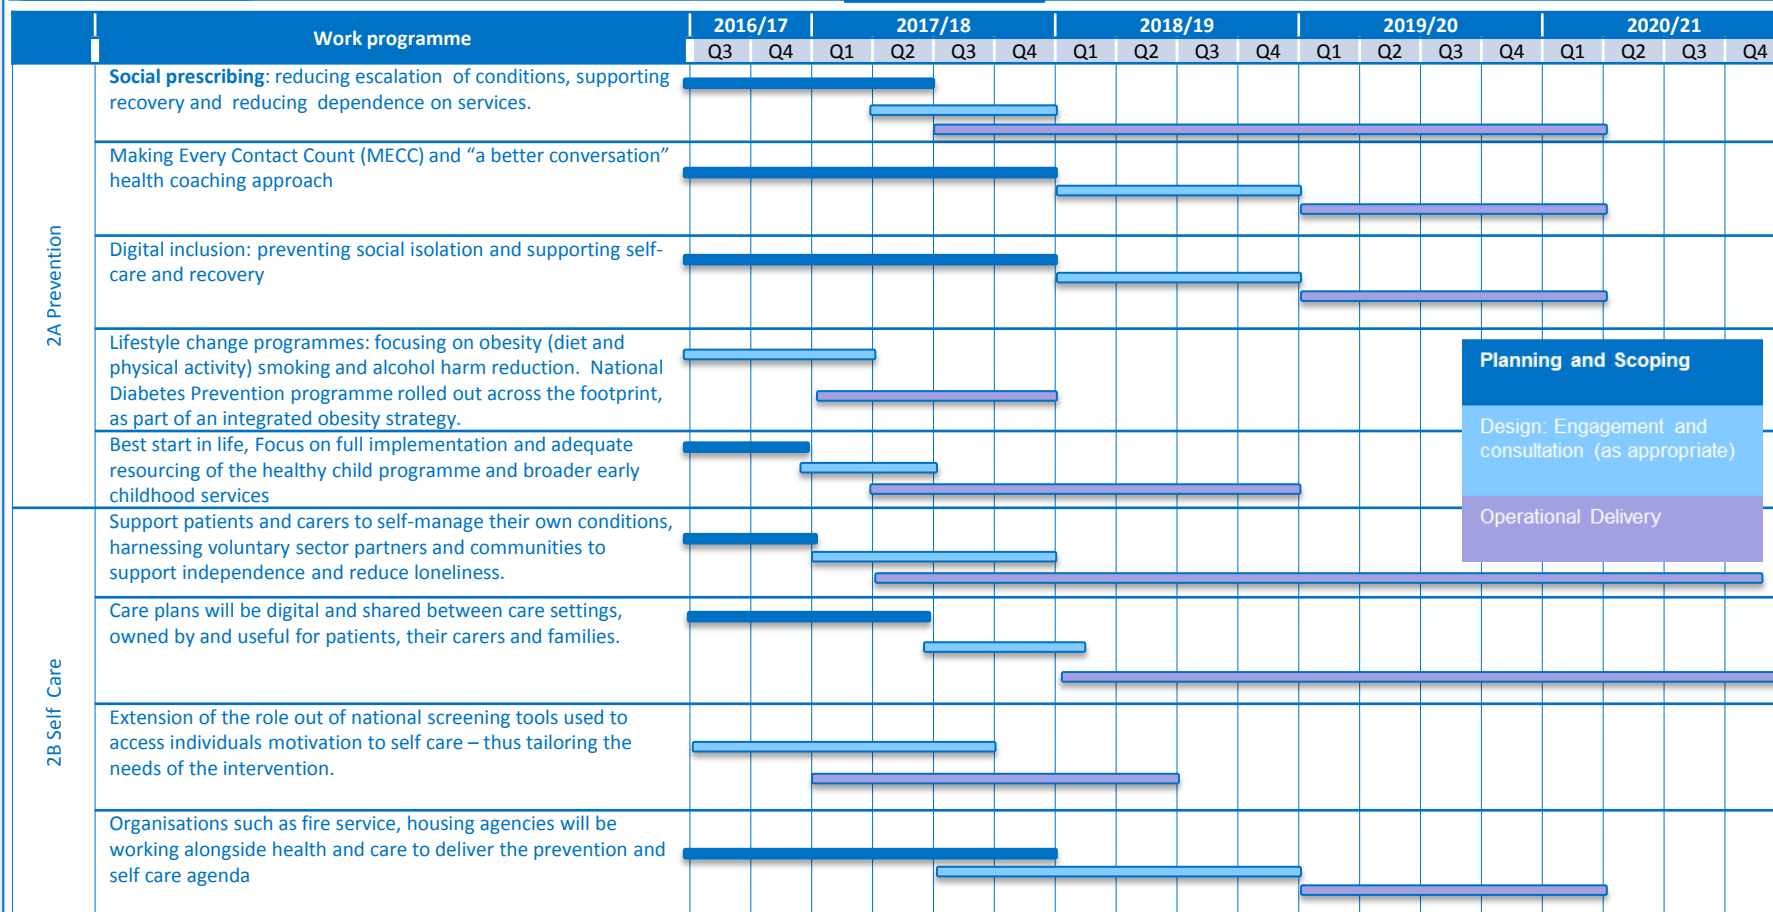 2016/17 2017/18 2018/19 2019/20 2020/21
Work programme
Q3 Q4 Q1 Q2 Q3 Q4 Q1 Q2 Q3 Q4 Q1 Q2 Q3 Q4 Q1 Q2 Q3 Q4
2A Prevention
Social prescribing: reducing escalation of conditions, supporting
recovery and reducing dependence on services.
Making Every Contact Count (MECC) and “a better conversation”
health coaching approach
Digital inclusion: preventing social isolation and supporting self-
care and recovery
Lifestyle change programmes: focusing on obesity (diet and
physical activity) smoking and alcohol harm reduction. National
Diabetes Prevention programme rolled out across the footprint,
as part of an integrated obesity strategy.
Best start in life, Focus on full implementation and adequate
resourcing of the healthy child programme and broader early
childhood services
2B Self Care
Support patients and carers to self-manage their own conditions,
harnessing voluntary sector partners and communities to
support independence and reduce loneliness.
Care plans will be digital and shared between care settings,
owned by and useful for patients, their carers and families.
Extension of the role out of national screening tools used to
access individuals motivation to self care – thus tailoring the
needs of the intervention.
Organisations such as fire service, housing agencies will be
working alongside health and care to deliver the prevention and
self care agenda
Planning and Scoping
Design: Engagement and
consultation (as appropriate)
Operational Delivery